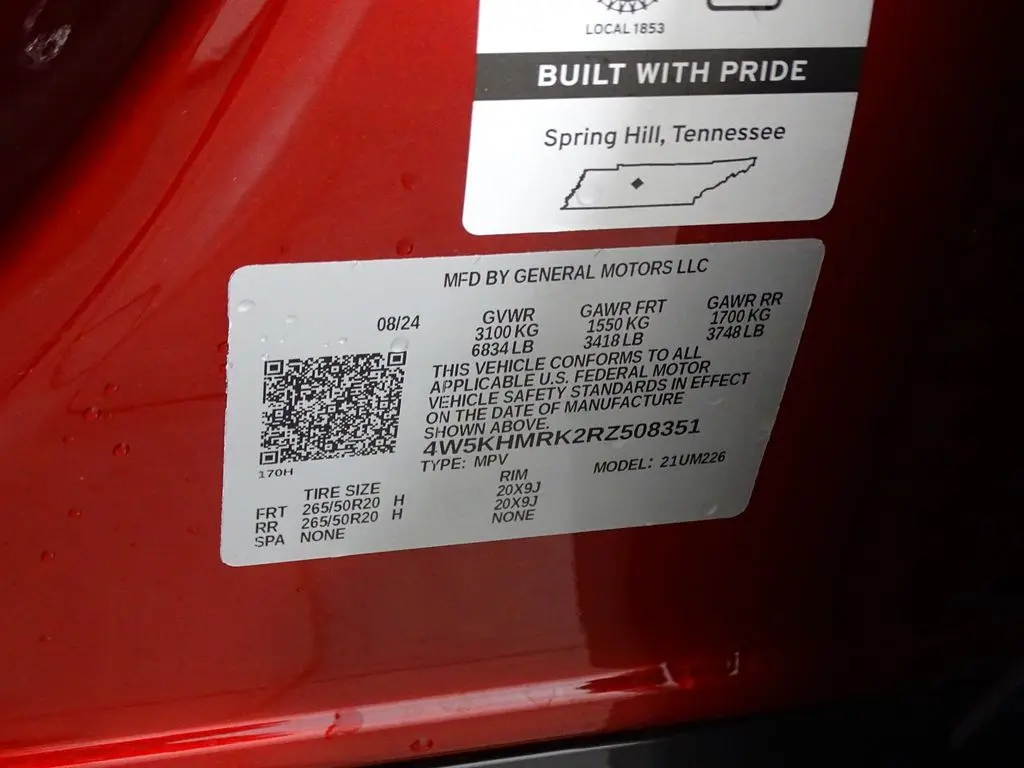 LOCAL 1853
BUILT WITH PRIDE
Spring Hill, Tennessee
MFD BY GENERAL MOTORS LLC
08/24 GVWR GAWR FRT GAWR RR
3100 KG 1550 KG 1700 KG
6834 LB 3418 LB 3748 LB
THIS VEHICLE CONFORMS TO ALL
APPLICABLE U.S. FEDERAL MOTOR
VEHICLE SAFETY STANDARDS IN EFFECT
ON THE DATE OF MANUFACTURE
SHOWN ABOVE.
4W5KHMRK2RZ508351
TYPE: MPV MODEL: 21UM226
170H
TIRE SIZE RIM
FRT 265/50R20 H 20X9J
RR 265/50R20 H 20X9J
SPA NONE NONE